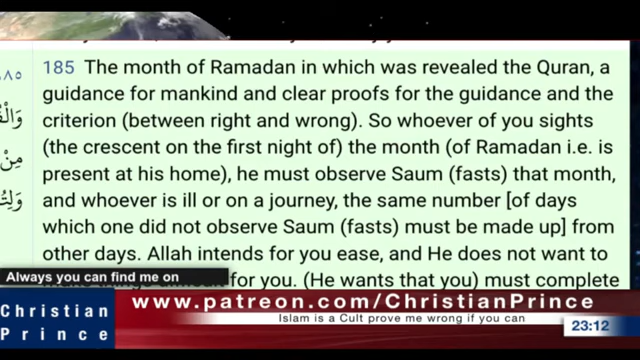 185 The month of Ramadan in which was revealed the Quran, a
guidance for mankind and clear proofs for the guidance and the
criterion (between right and wrong). So whoever of you sights
(the crescent on the first night of) the month (of Ramadan i.e. is
present at his home), he must observe Saum (fasts) that month,
and whoever is ill or on a journey, the same number [of days
which one did not observe Saum (fasts) must be made up] from
other days. Allah intends for you ease, and He does not want to
for you. (He wants that you) must complete
١٨٥
مِنْ
Always you can find me on
Christian
Prince
www.patreon.com/ChristianPrince
Islam is a Cult prove me wrong if you can
23:12